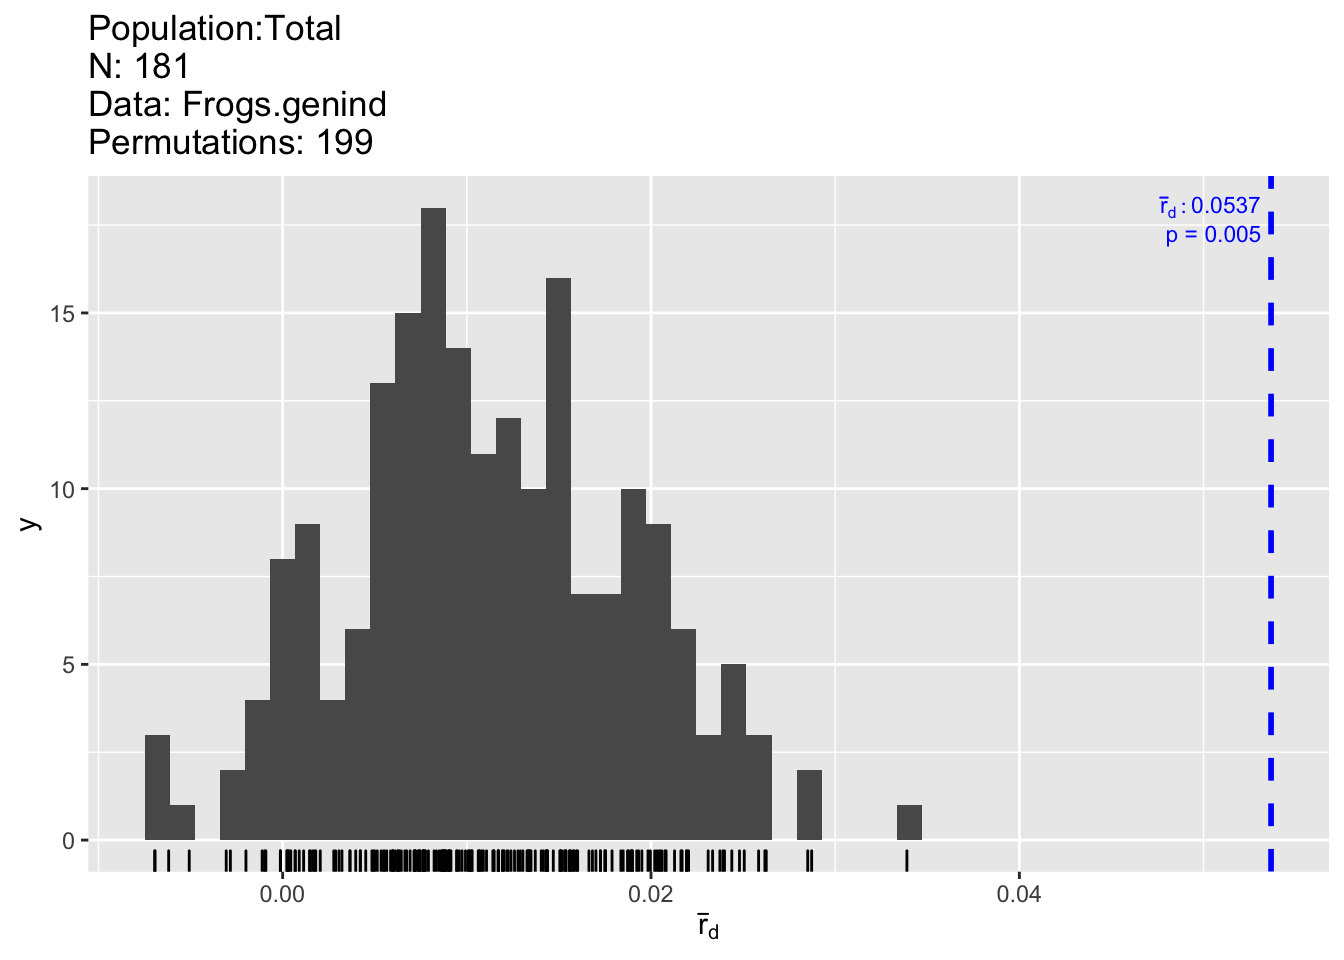 Population:Total
N: 181
Data: Frogs.genind
Permutations: 199
r̄d : 0.0537
p = 0.005
15
10
5
0
y
0.00 0.02 0.04
r̄d